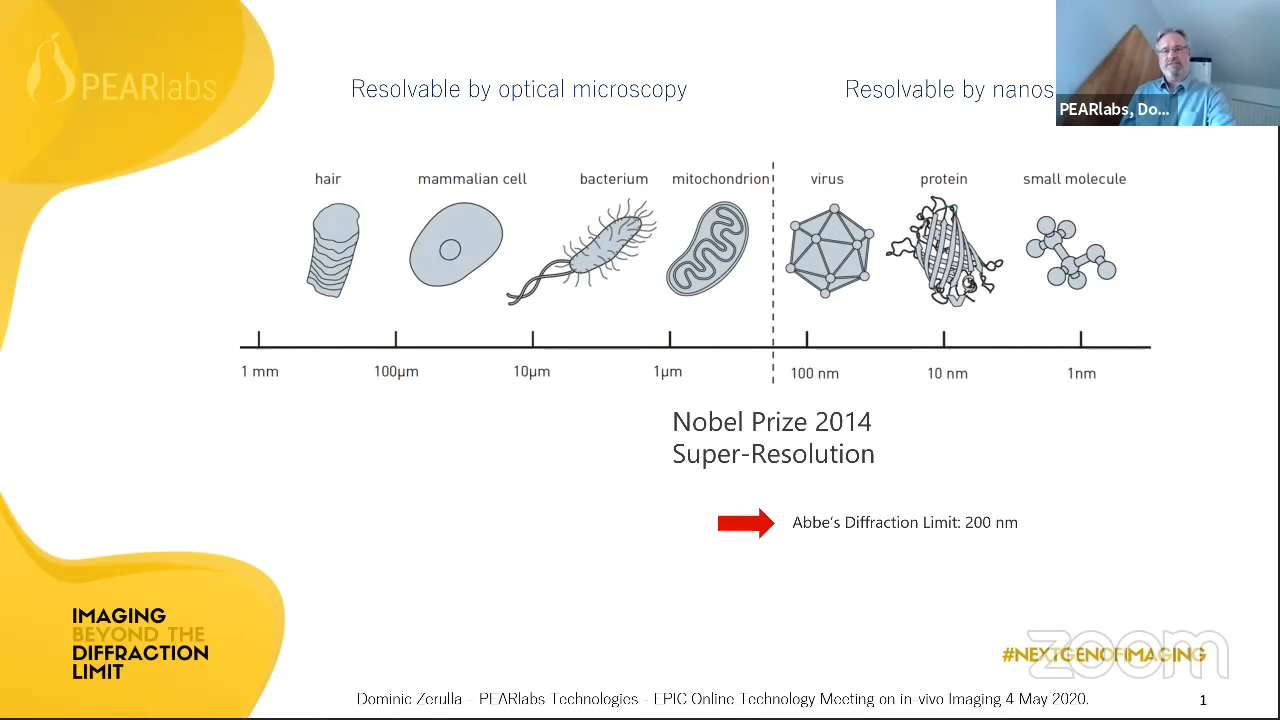 PEARlabs
Resolvable by optical microscopy
Resolvable by nanos
PEARlabs, Do...
hair
mammalian cell
bacterium
mitochondrion
virus
protein
small molecule
1 mm
100µm
10µm
1µm
100 nm
10 nm
1nm
Nobel Prize 2014
Super-Resolution
Abbe's Diffraction Limit: 200 nm
IMAGING
BEYOND THE
DIFFRACTION
LIMIT
#NEXTGENOFIMAGING
zoom
Dominic Zerulla – PEARlabs Technologies - EPIC Online Technology Meeting on in-vivo Imaging 4 May 2020.
1